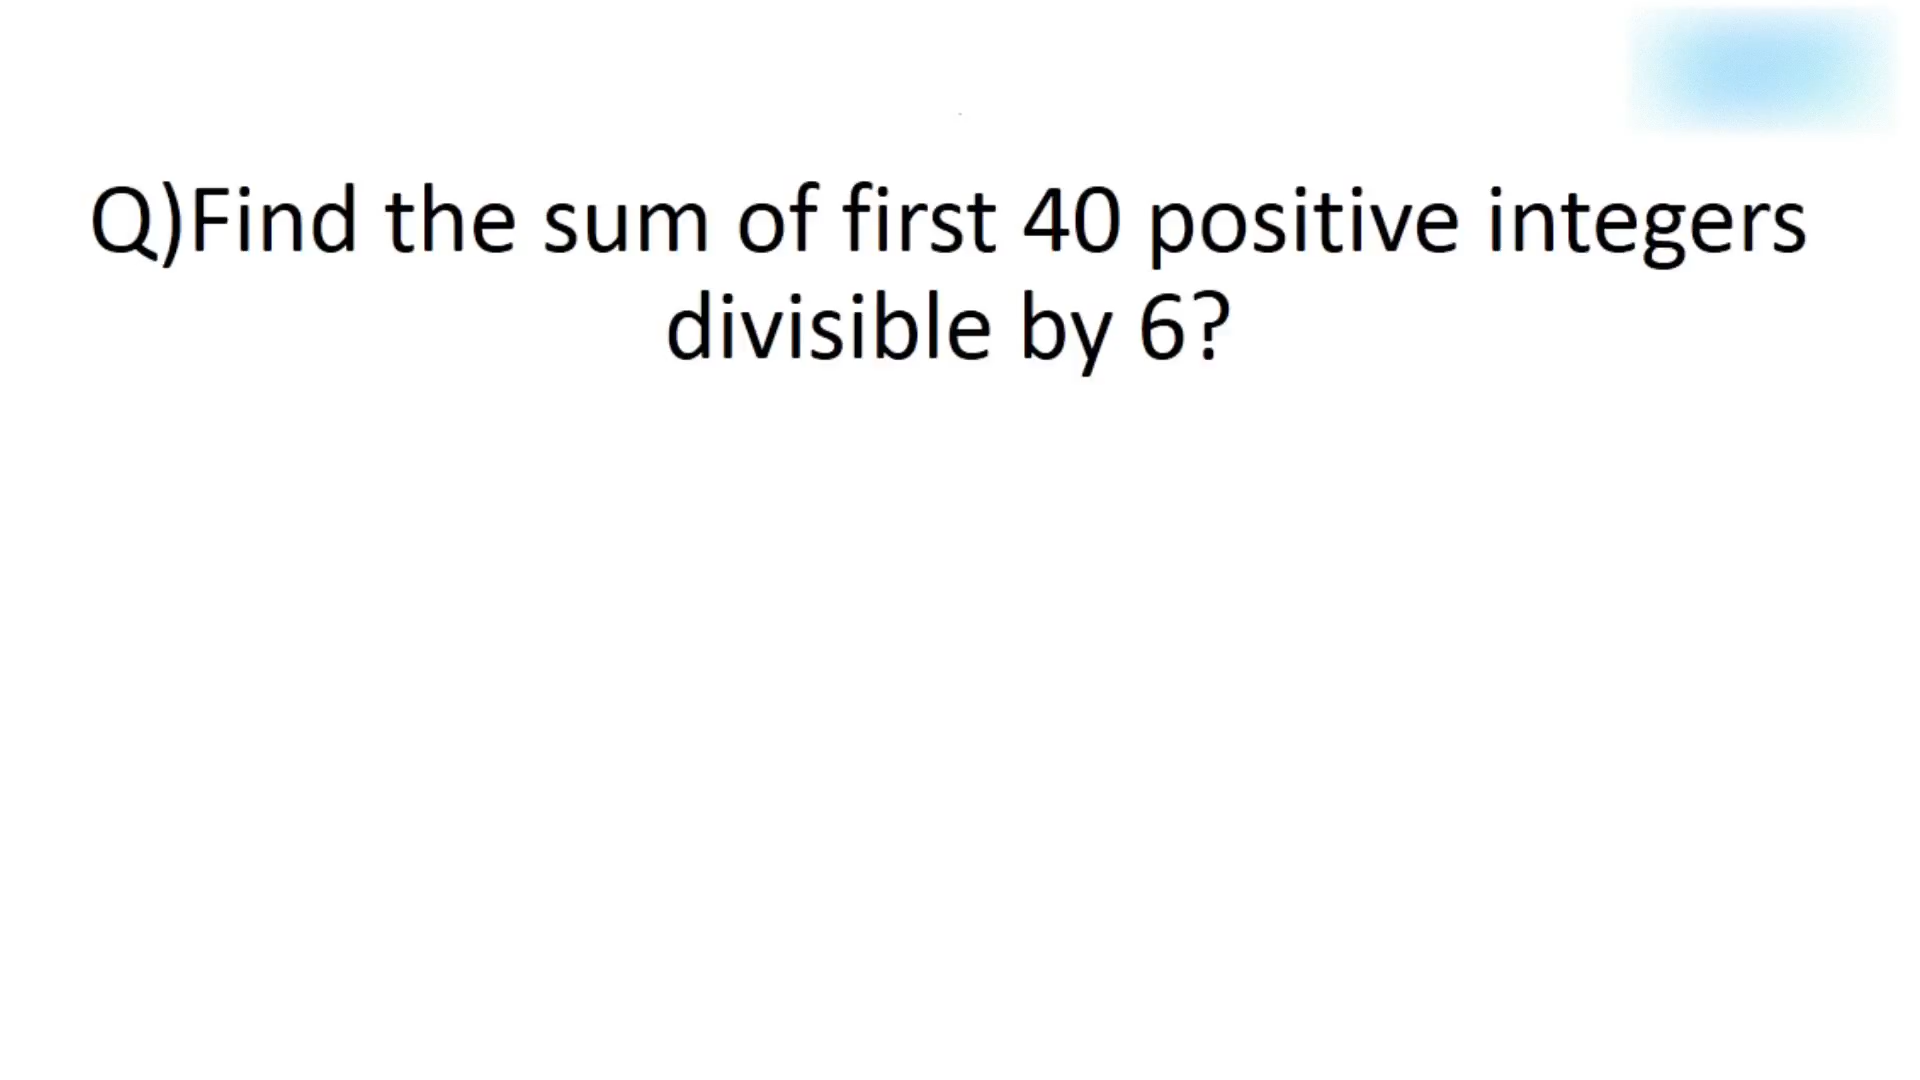 Q)Find the sum of first 40 positive integers
divisible by 6?